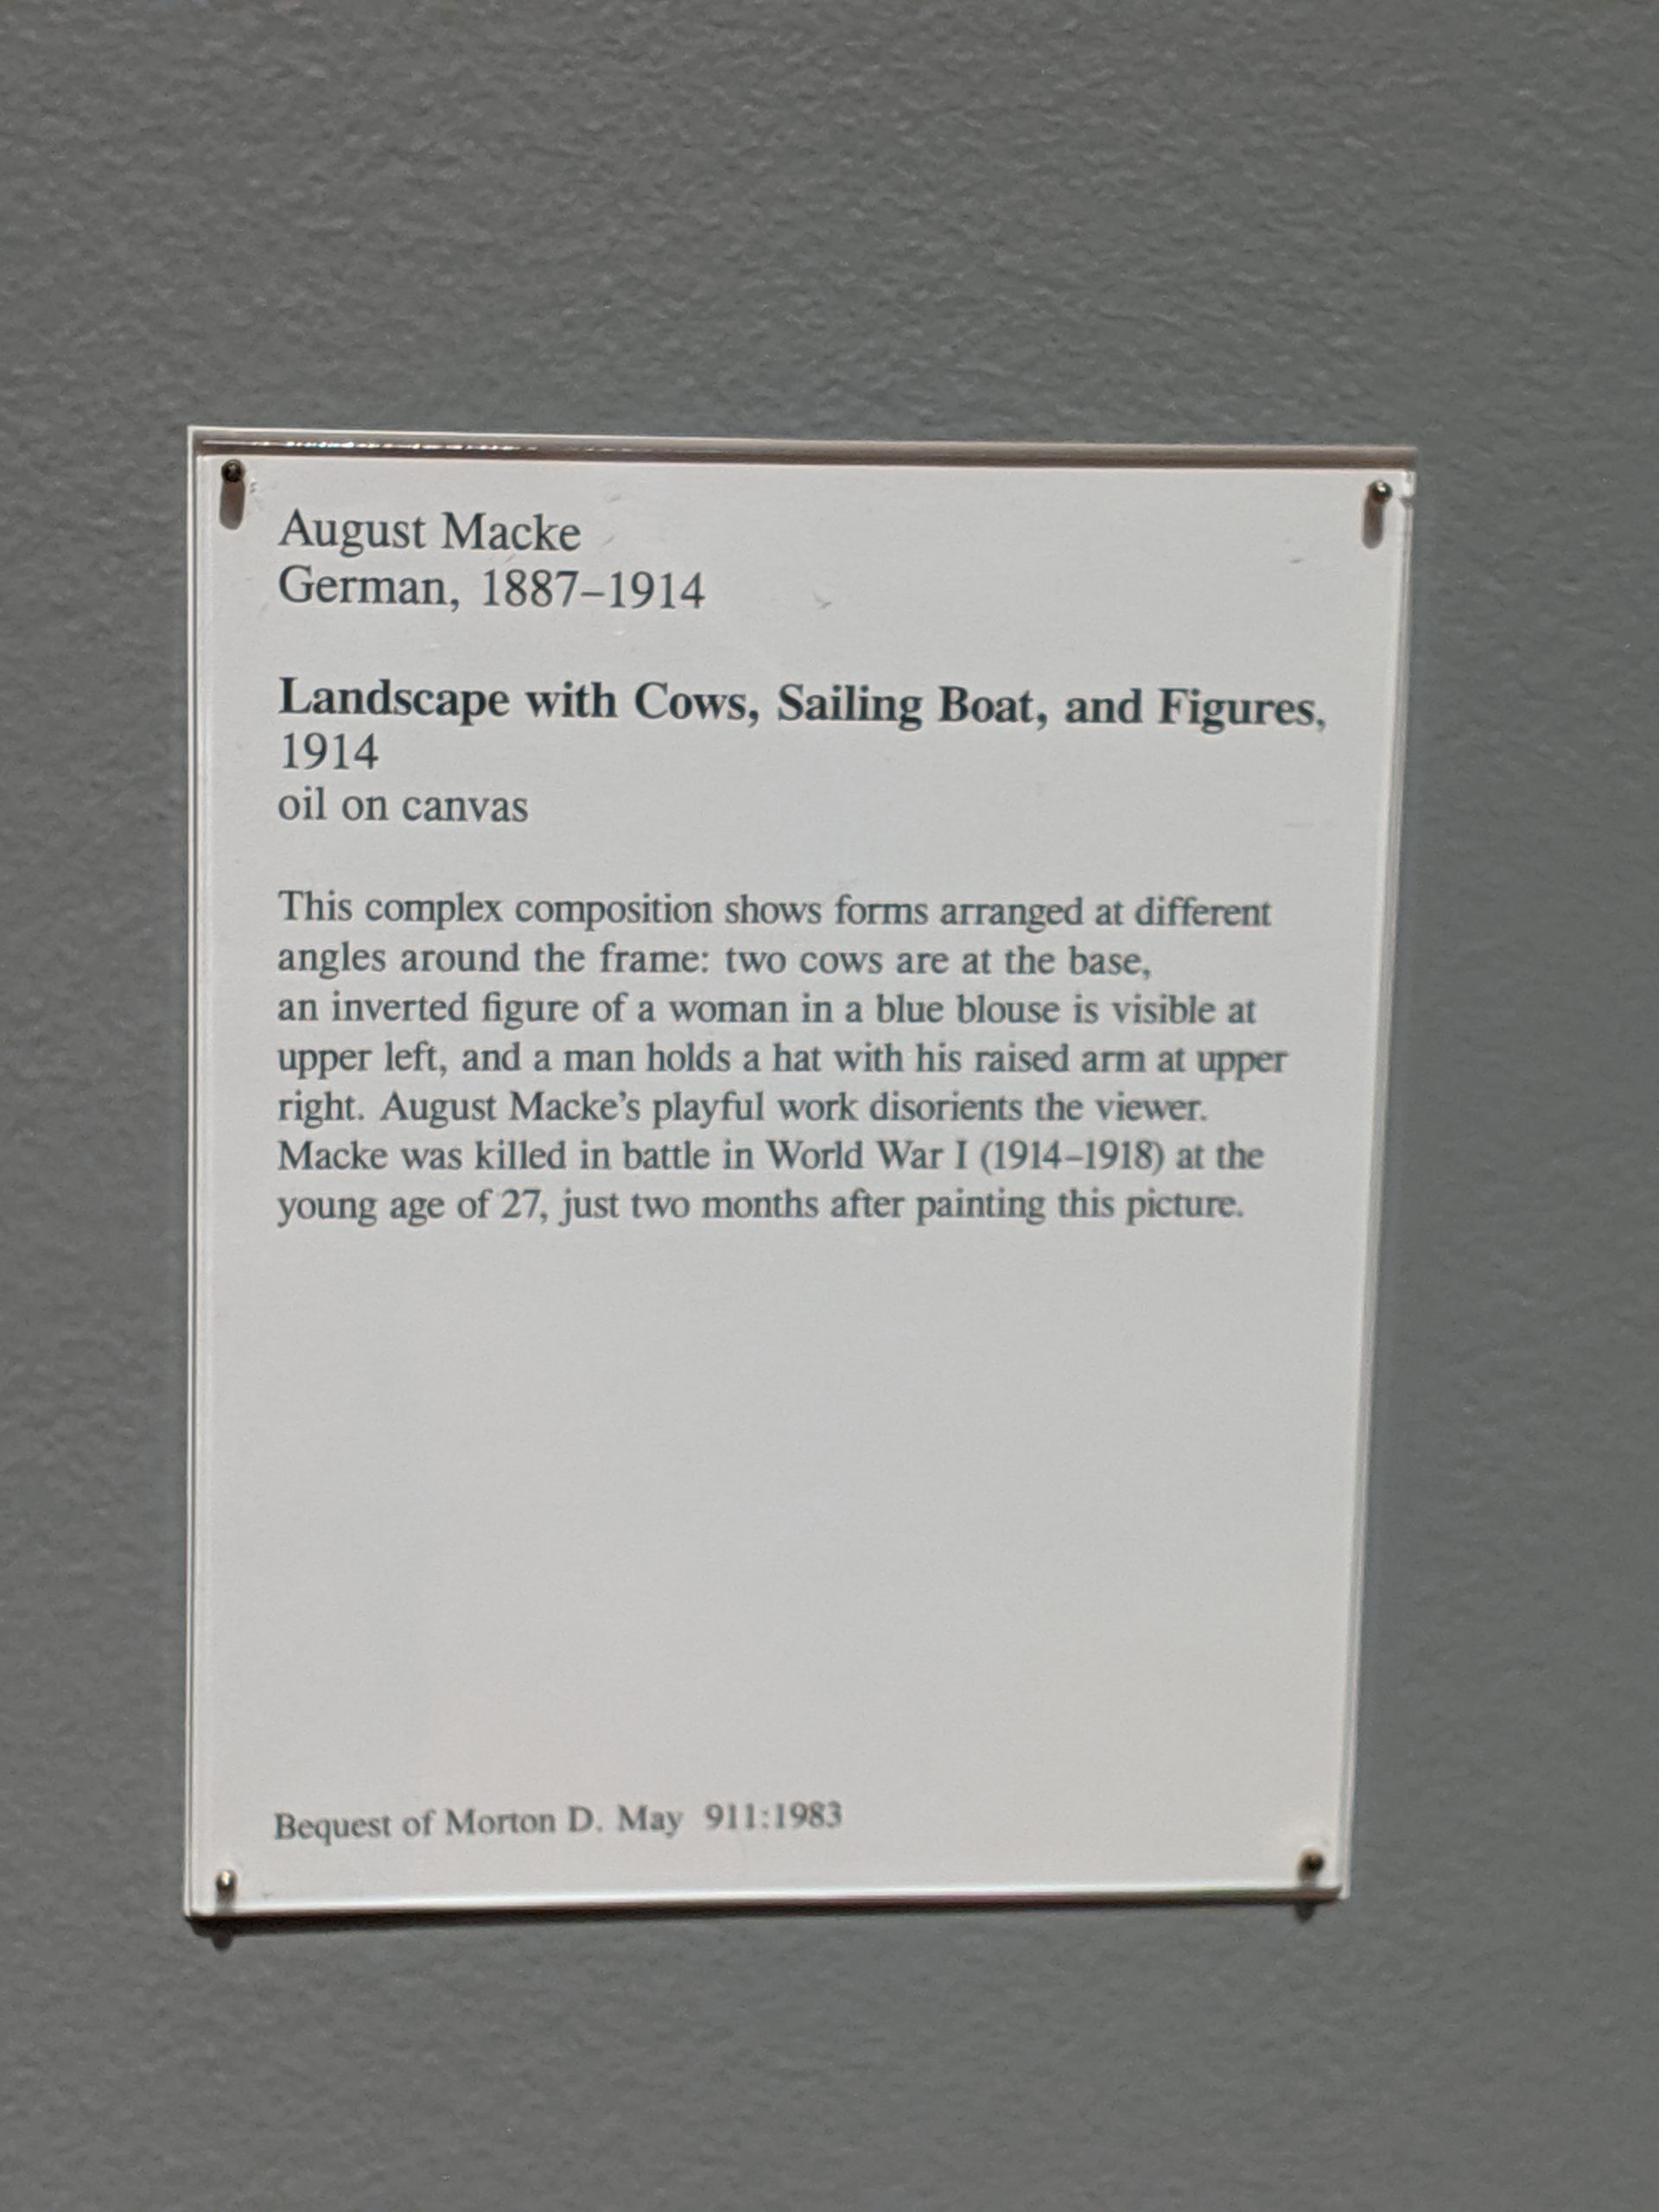 August Macke
German, 1887–1914
Landscape with Cows, Sailing Boat, and Figures,
1914
oil on canvas
This complex composition shows forms arranged at different
angles around the frame: two cows are at the base,
an inverted figure of a woman in a blue blouse is visible at
upper left, and a man holds a hat with his raised arm at upper
right. August Macke’s playful work disorients the viewer.
Macke was killed in battle in World War I (1914–1918) at the
young age of 27, just two months after painting this picture.
Bequest of Morton D. May 911:1983